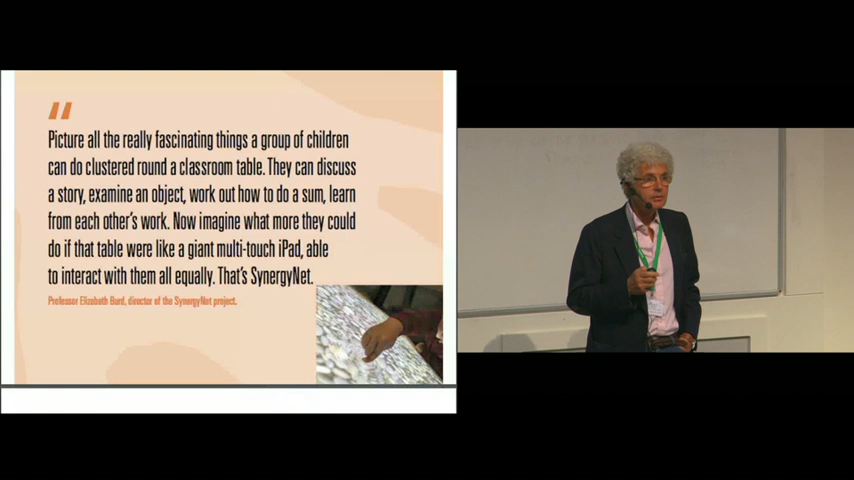 “
Picture all the really fascinating things a group of children
can do clustered round a classroom table. They can discuss
a story, examine an object, work out how to do a sum, learn
from each other's work. Now imagine what more they could
do if that table were like a giant multi-touch iPad, able
to interact with them all equally. That's SynergyNet.
Professor Elizabeth Burd, director of the SynergyNet project.